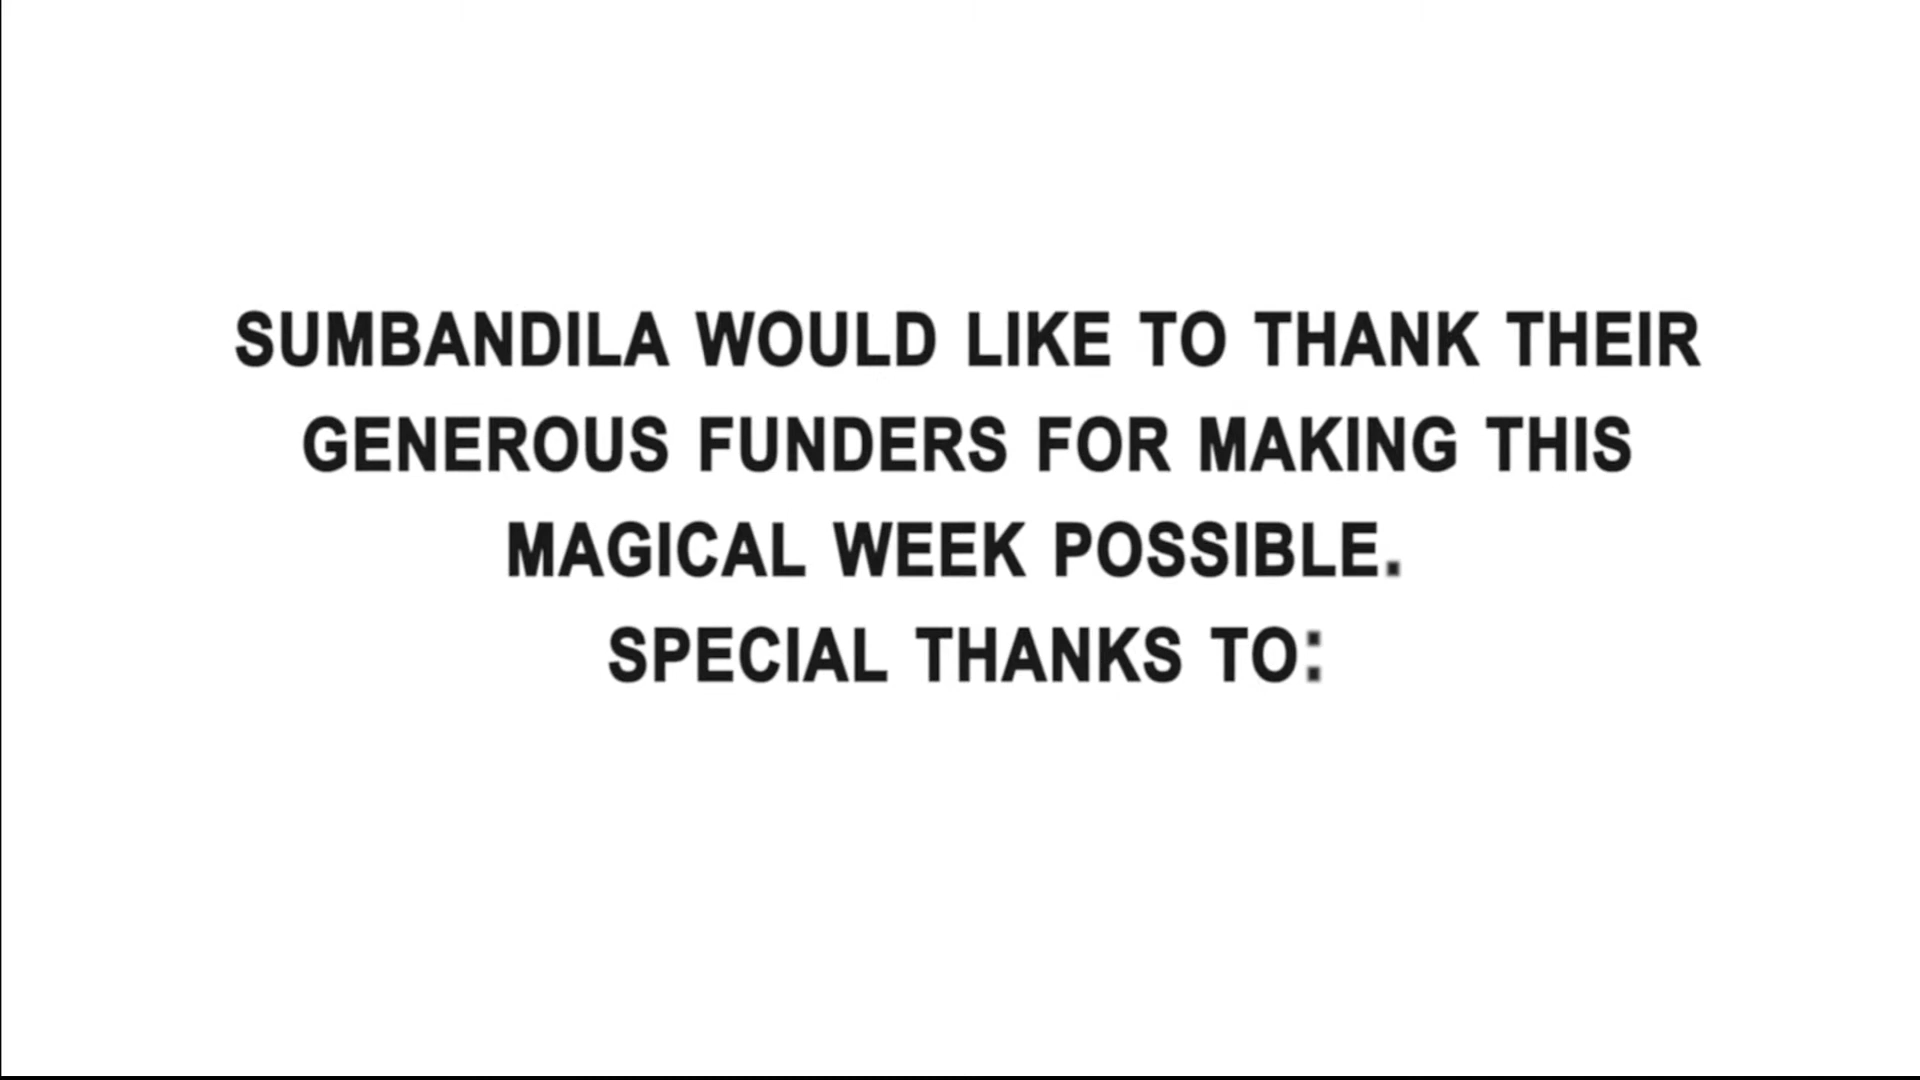 SUMBANDILA WOULD LIKE TO THANK THEIR
GENEROUS FUNDERS FOR MAKING THIS
MAGICAL WEEK POSSIBLE.
SPECIAL THANKS TO: